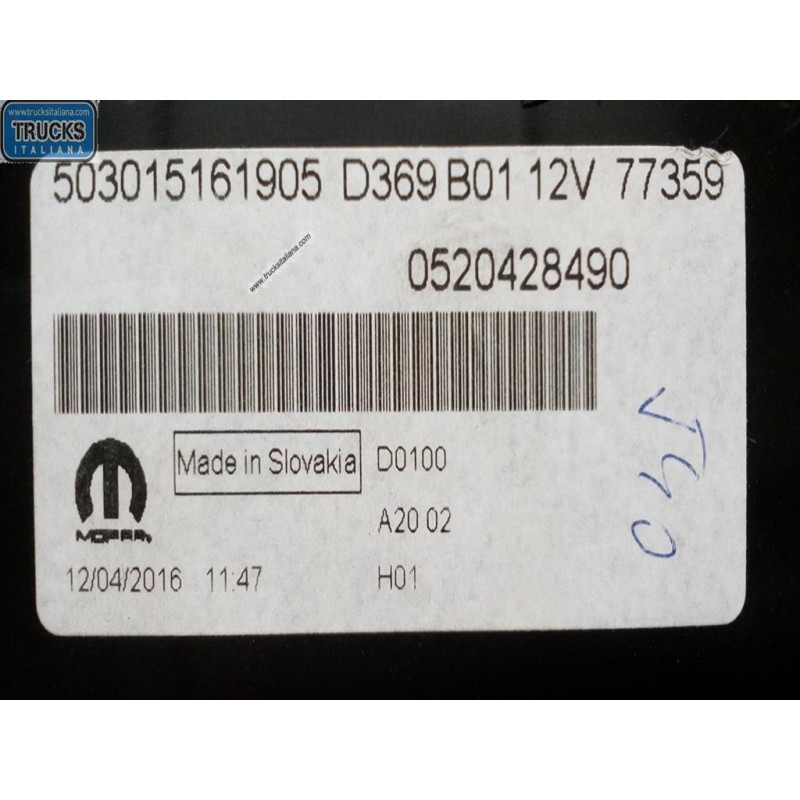 www.trucksitaliana.com
TRUCKS
ITALIANA
503015161905 D369 B01 12V 77359
www.trucksitaliana.com
0520428490
Made in Slovakia D0100
MOPAR
A20 02
12/04/2016 11:47 H01
J40